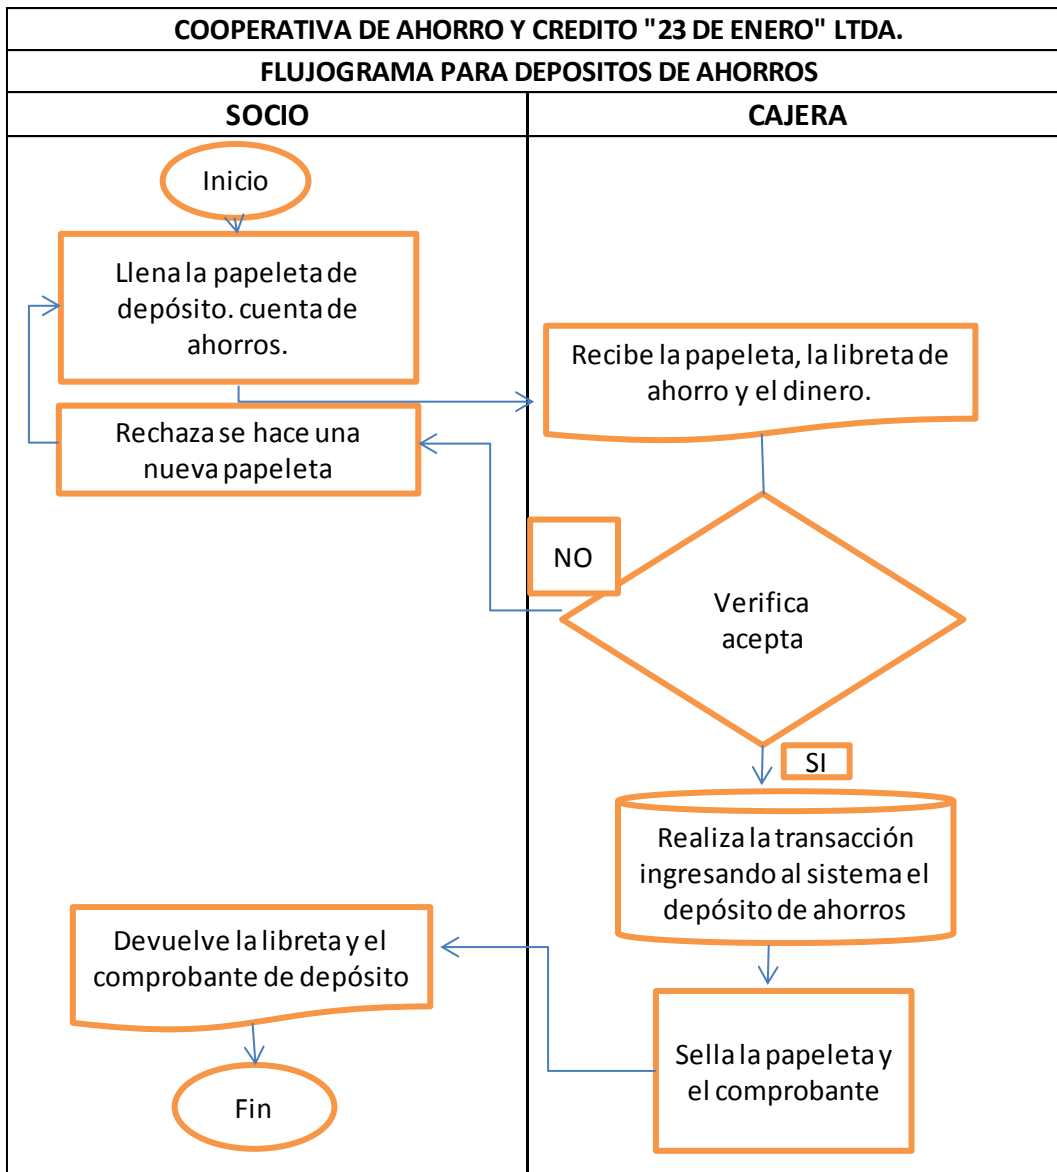 COOPERATIVA DE AHORRO Y CREDITO "23 DE ENERO" LTDA.
FLUJOGRAMA PARA DEPOSITOS DE AHORROS
SOCIO
CAJERA
Inicio
Llena la papeleta de
depósito. cuenta de
ahorros.
Recibe la papeleta, la libreta de
ahorro y el dinero.
Rechaza se hace una
nueva papeleta
NO
Verifica
acepta
SI
Realiza la transacción
ingresando al sistema el
depósito de ahorros
Devuelve la libreta y el
comprobante de depósito
Sella la papeleta y
el comprobante
Fin